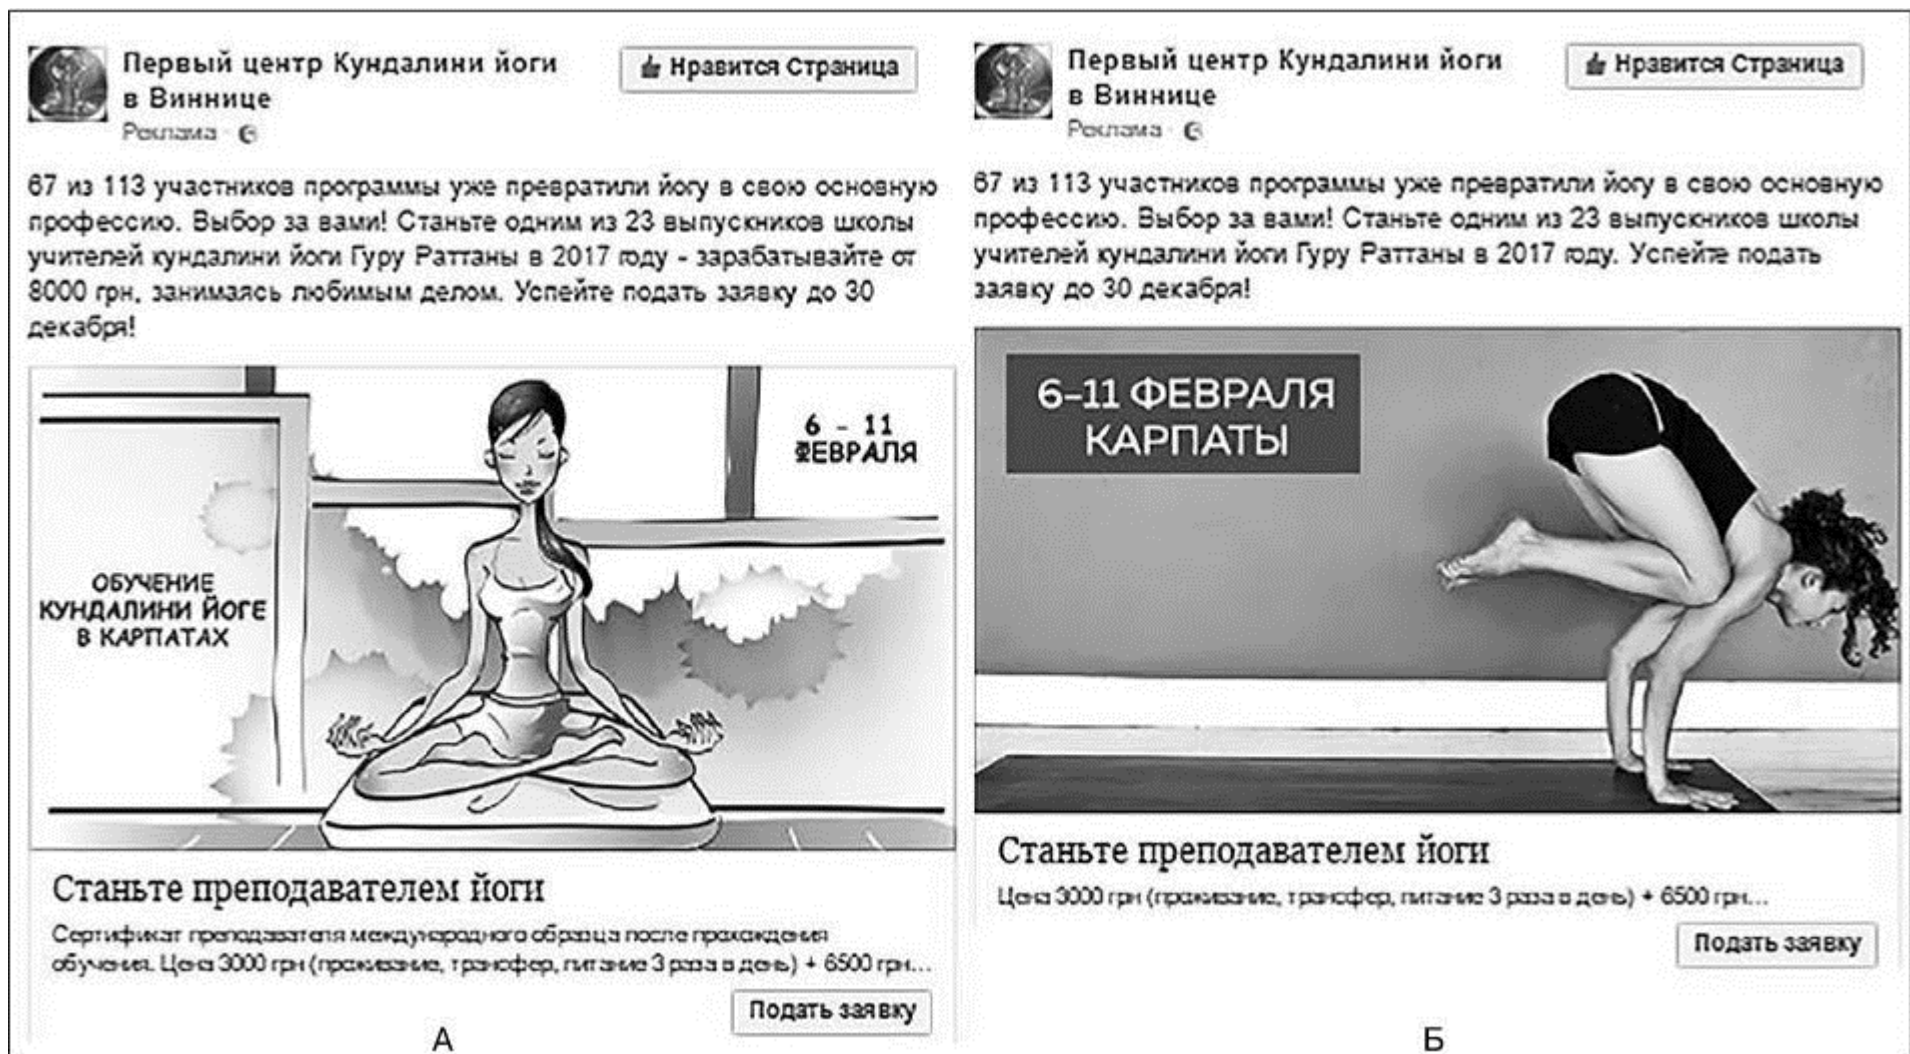 Первый центр Кундалини йоги
в Виннице
Реклама ·
Нравится Страница
67 из 113 участников программы уже превратили йогу в свою основную
профессию. Выбор за вами! Станьте одним из 23 выпускников школы
учителей кундалини йоги Гуру Раттаны в 2017 году - зарабатывайте от
8000 грн, занимаясь любимым делом. Успейте подать заявку до 30
декабря!
6 - 11
ФЕВРАЛЯ
ОБУЧЕНИЕ
КУНДАЛИНИ ЙОГЕ
В КАРПАТАХ
Станьте преподавателем йоги
Сертификат преподавателя международного образца после прохождения
обучения. Цена 3000 грн (проживание, трансфер, питание 3 раза в день) + 6500 грн...
Подать заявку
А
Первый центр Кундалини йоги
в Виннице
Реклама ·
Нравится Страница
67 из 113 участников программы уже превратили йогу в свою основную
профессию. Выбор за вами! Станьте одним из 23 выпускников школы
учителей кундалини йоги Гуру Раттаны в 2017 году. Успейте подать
заявку до 30 декабря!
6–11 ФЕВРАЛЯ
КАРПАТЫ
Станьте преподавателем йоги
Цена 3000 грн (проживание, трансфер, питание 3 раза в день) + 6500 грн...
Подать заявку
Б